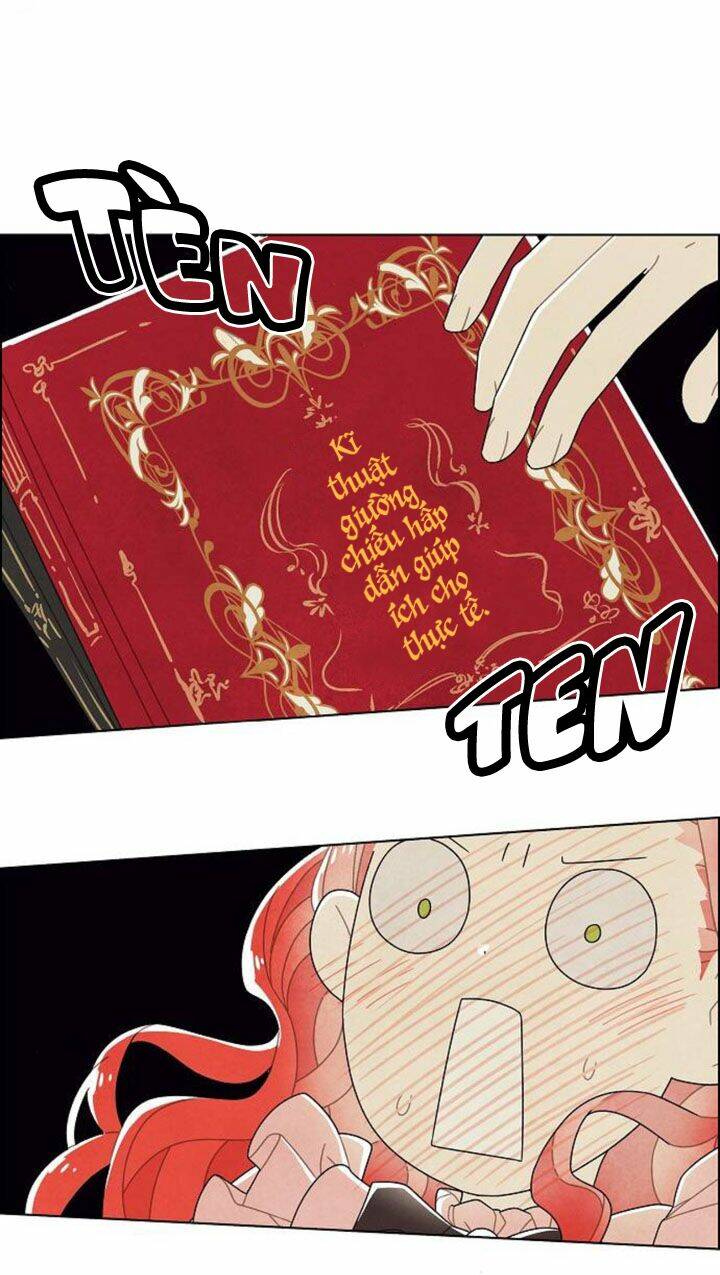 TÈN
Kĩ
thuật
giường
chiếu hấp
dẫn giúp
ích cho
thực tế.
TEN